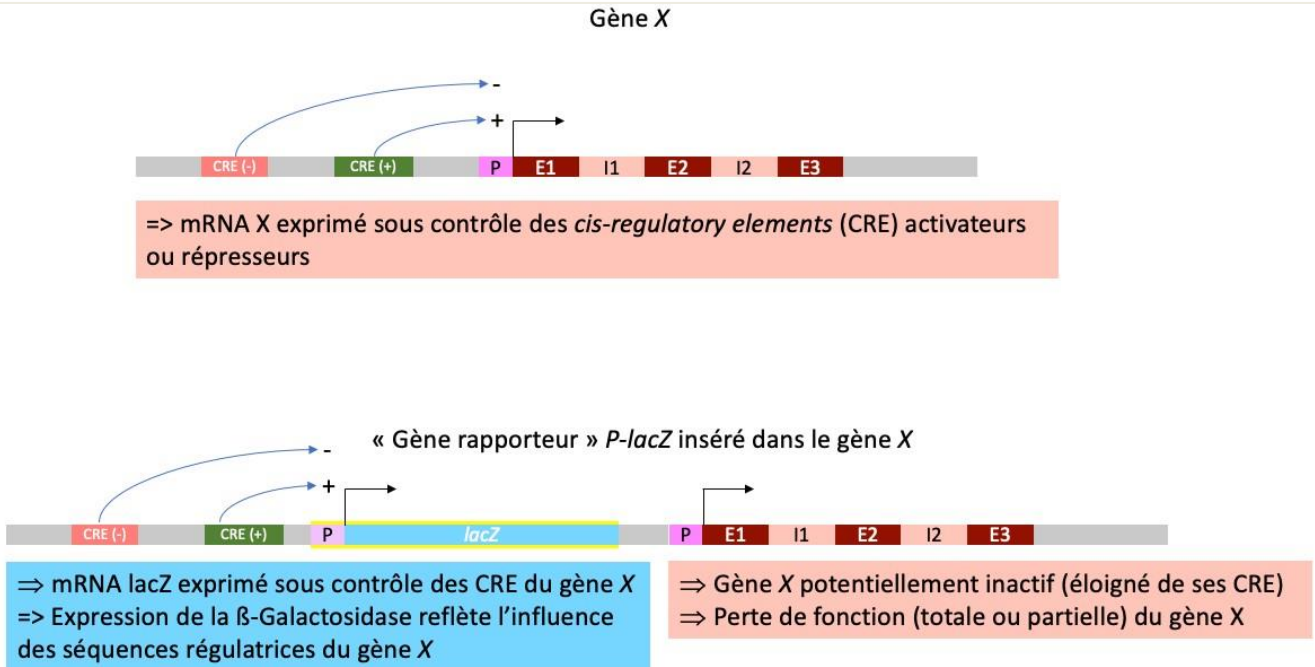 Gène X
-
+
CRE (-) CRE (+) P E1 I1 E2 I2 E3
=> mRNA X exprimé sous contrôle des cis-regulatory elements (CRE) activateurs
ou répresseurs
« Gène rapporteur » P-lacZ inséré dans le gène X
-
+
CRE (-) CRE (+) P lacZ P E1 I1 E2 I2 E3
⇒ mRNA lacZ exprimé sous contrôle des CRE du gène X
=> Expression de la ß-Galactosidase reflète l'influence
des séquences régulatrices du gène X
⇒ Gène X potentiellement inactif (éloigné de ses CRE)
⇒ Perte de fonction (totale ou partielle) du gène X